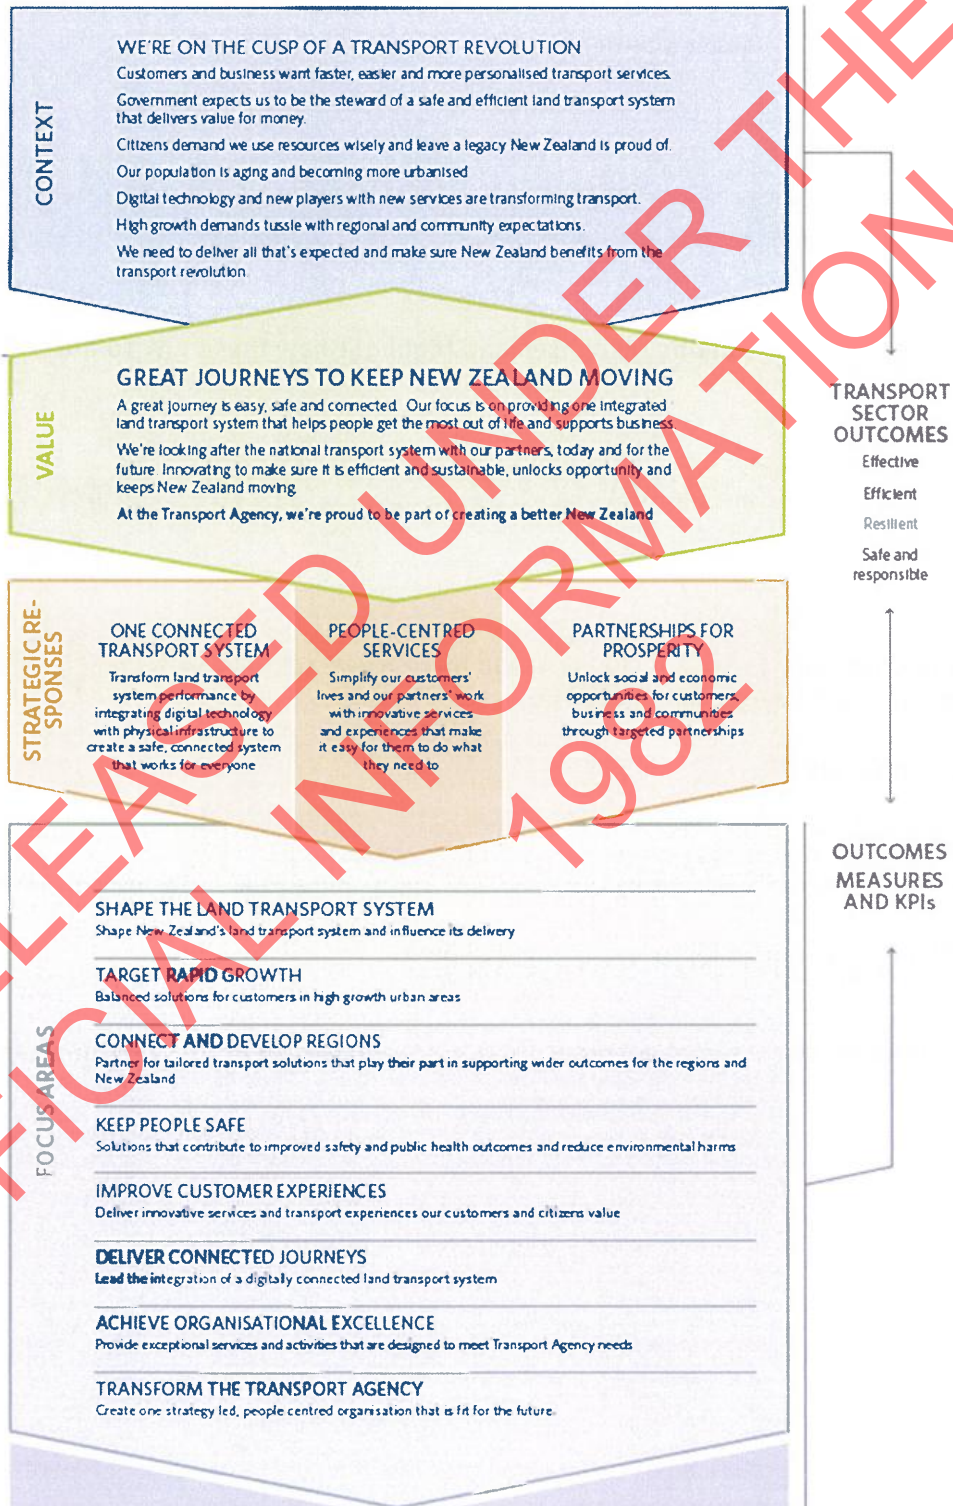 CONTEXT
WE'RE ON THE CUSP OF A TRANSPORT REVOLUTION
Customers and business want faster, easier and more personalised transport services.
Government expects us to be the steward of a safe and efficient land transport system
that delivers value for money.
Citizens demand we use resources wisely and leave a legacy New Zealand is proud of.
Our population is aging and becoming more urbanised
Digital technology and new players with new services are transforming transport.
High growth demands tussle with regional and community expectations.
We need to deliver all that's expected and make sure New Zealand benefits from the
transport revolution.
VALUE
GREAT JOURNEYS TO KEEP NEW ZEALAND MOVING
A great journey is easy, safe and connected. Our focus is on providing one integrated
land transport system that helps people get the most out of life and supports business.
We're looking after the national transport system with our partners, today and for the
future. Innovating to make sure it is efficient and sustainable, unlocks opportunity and
keeps New Zealand moving
At the Transport Agency, we're proud to be part of creating a better New Zealand
TRANSPORT
SECTOR
OUTCOMES
Effective
Efficient
Resilient
Safe and
responsible
STRATEGIC RE-
SPONSES
ONE CONNECTED
TRANSPORT SYSTEM
Transform land transport
system performance by
integrating digital technology
with physical infrastructure to
create a safe, connected system
that works for everyone
PEOPLE-CENTRED
SERVICES
Simplify our customers'
lives and our partners' work
with innovative services
and experiences that make
it easy for them to do what
they need to
PARTNERSHIPS FOR
PROSPERITY
Unlock social and economic
opportunities for customers,
business and communities
through targeted partnerships
OUTCOMES
MEASURES
AND KPIs
FOCUS AREAS
SHAPE THE LAND TRANSPORT SYSTEM
Shape New Zealand's land transport system and influence its delivery
TARGET RAPID GROWTH
Balanced solutions for customers in high growth urban areas
CONNECT AND DEVELOP REGIONS
Partner for tailored transport solutions that play their part in supporting wider outcomes for the regions and
New Zealand
KEEP PEOPLE SAFE
Solutions that contribute to improved safety and public health outcomes and reduce environmental harms
IMPROVE CUSTOMER EXPERIENCES
Deliver innovative services and transport experiences our customers and citizens value
DELIVER CONNECTED JOURNEYS
Lead the integration of a digitally connected land transport system
ACHIEVE ORGANISATIONAL EXCELLENCE
Provide exceptional services and activities that are designed to meet Transport Agency needs
TRANSFORM THE TRANSPORT AGENCY
Create one strategy led, people centred organisation that is fit for the future.
ELEASED UNDER THE
FICIAL INFORMATION
1982